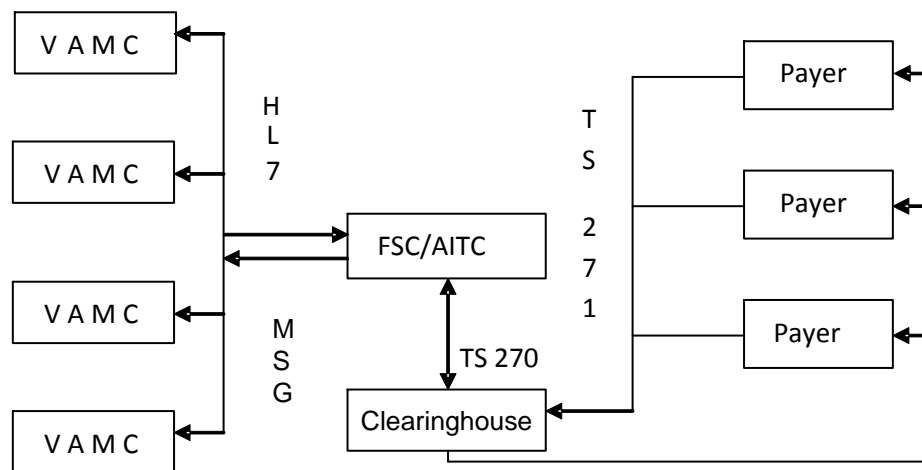 V A M C
V A M C
V A M C
V A M C
H
L
7
M
S
G
FSC/AITC
TS 270
Clearinghouse
T
S
2
7
1
Payer
Payer
Payer